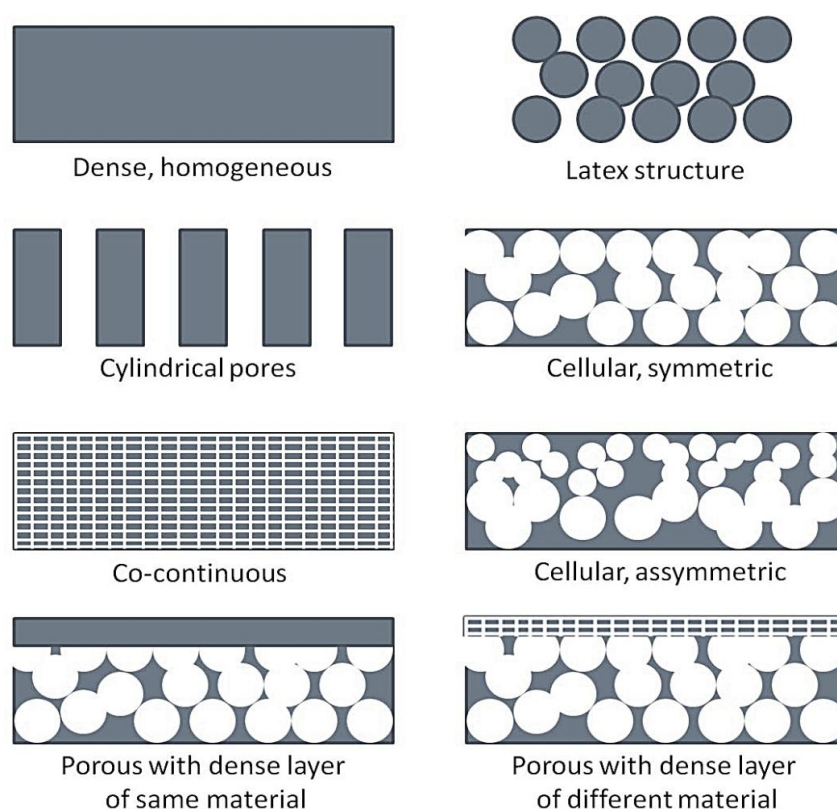 Dense, homogeneous
Latex structure
Cylindrical pores
Cellular, symmetric
Co-continuous
Cellular, assymmetric
Porous with dense layer
of same material
Porous with dense layer
of different material